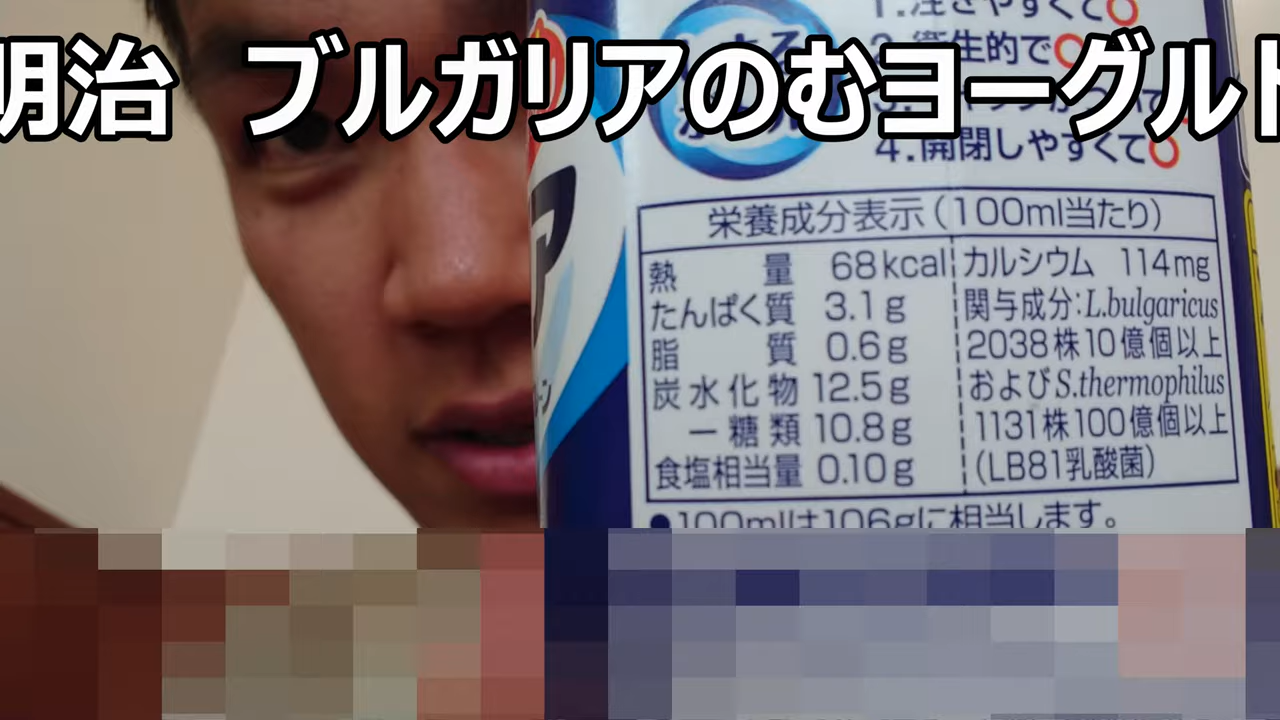 明治 ブルガリアのむヨーグルト
1.注ぎやすくて○
2.衛生的で○
4.開閉しやすくて○
ア
栄養成分表示(100ml当たり)
熱量 68kcal
たんぱく質 3.1g
脂質 0.6g
炭水化物 12.5g
ー糖類 10.8g
食塩相当量 0.10g
カルシウム 114mg
関与成分:L.bulgaricus
2038株10億個以上
およびS.thermophilus
1131株100億個以上
(LB81乳酸菌)
●100mlは106gに相当します。